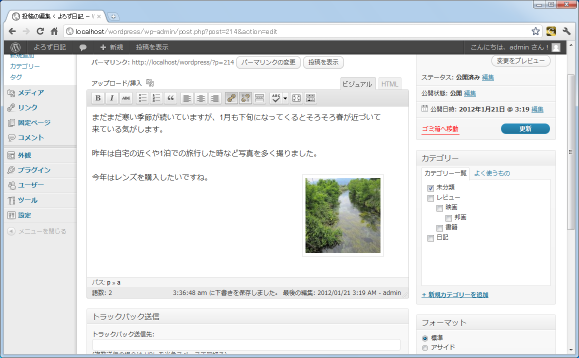 投稿の編集 ‹ よろず日記 — W
localhost/wordpress/wp-admin/post.php?post=214&action=edit
よろず日記 + 新規 投稿を表示 こんにちは、admin さん！
カテゴリー
タグ
メディア
リンク
固定ページ
コメント
外観
プラグイン
ユーザー
ツール
設定
メニューを閉じる
パーマリンク: http://localhost/wordpress/?p=214 パーマリンクの変更 投稿を表示
アップロード/挿入
ビジュアル HTML
まだまだ寒い季節が続いていますが、1月も下旬になってくるとそろそろ春が近づいて
来ている気がします。
昨年は自宅の近くや1泊での旅行した時など写真を多く撮りました。
今年はレンズを購入したいですね。
パス: p » a
語数: 2 3:36:48 am に下書きを保存しました。 最後の編集: 2012/01/21 3:19 AM - admin
トラックバック送信
トラックバック送信先:
変更をプレビュー
ステータス: 公開済み 編集
公開状態: 公開 編集
公開日時: 2012年1月21日 @ 3:19 編集
ゴミ箱へ移動 更新
カテゴリー
カテゴリー一覧 よく使うもの
未分類
レビュー
映画
邦画
書籍
日記
+ 新規カテゴリーを追加
フォーマット
標準
アサイド